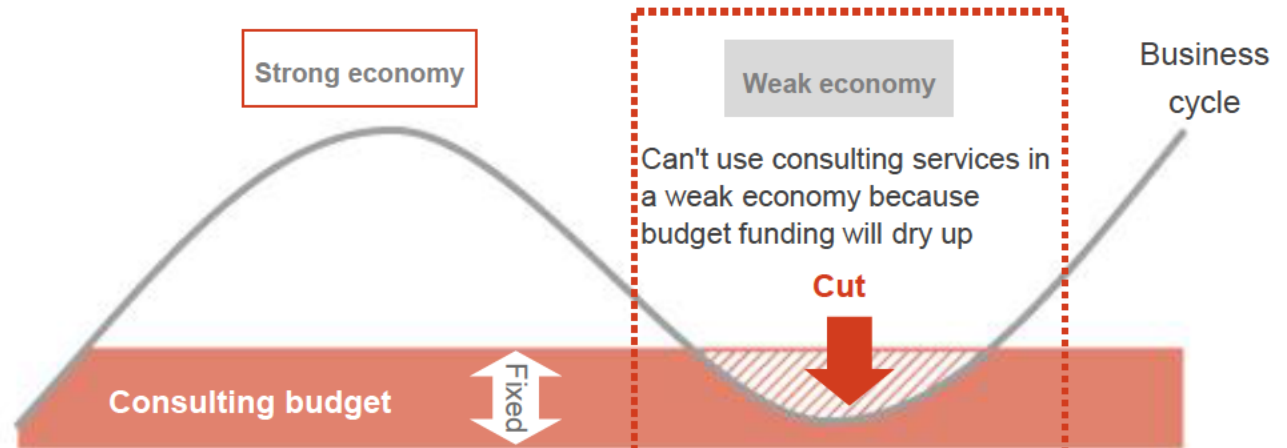 Strong economy
Weak economy
Business
cycle
Can't use consulting services in
a weak economy because
budget funding will dry up
Cut
Consulting budget
Fixed